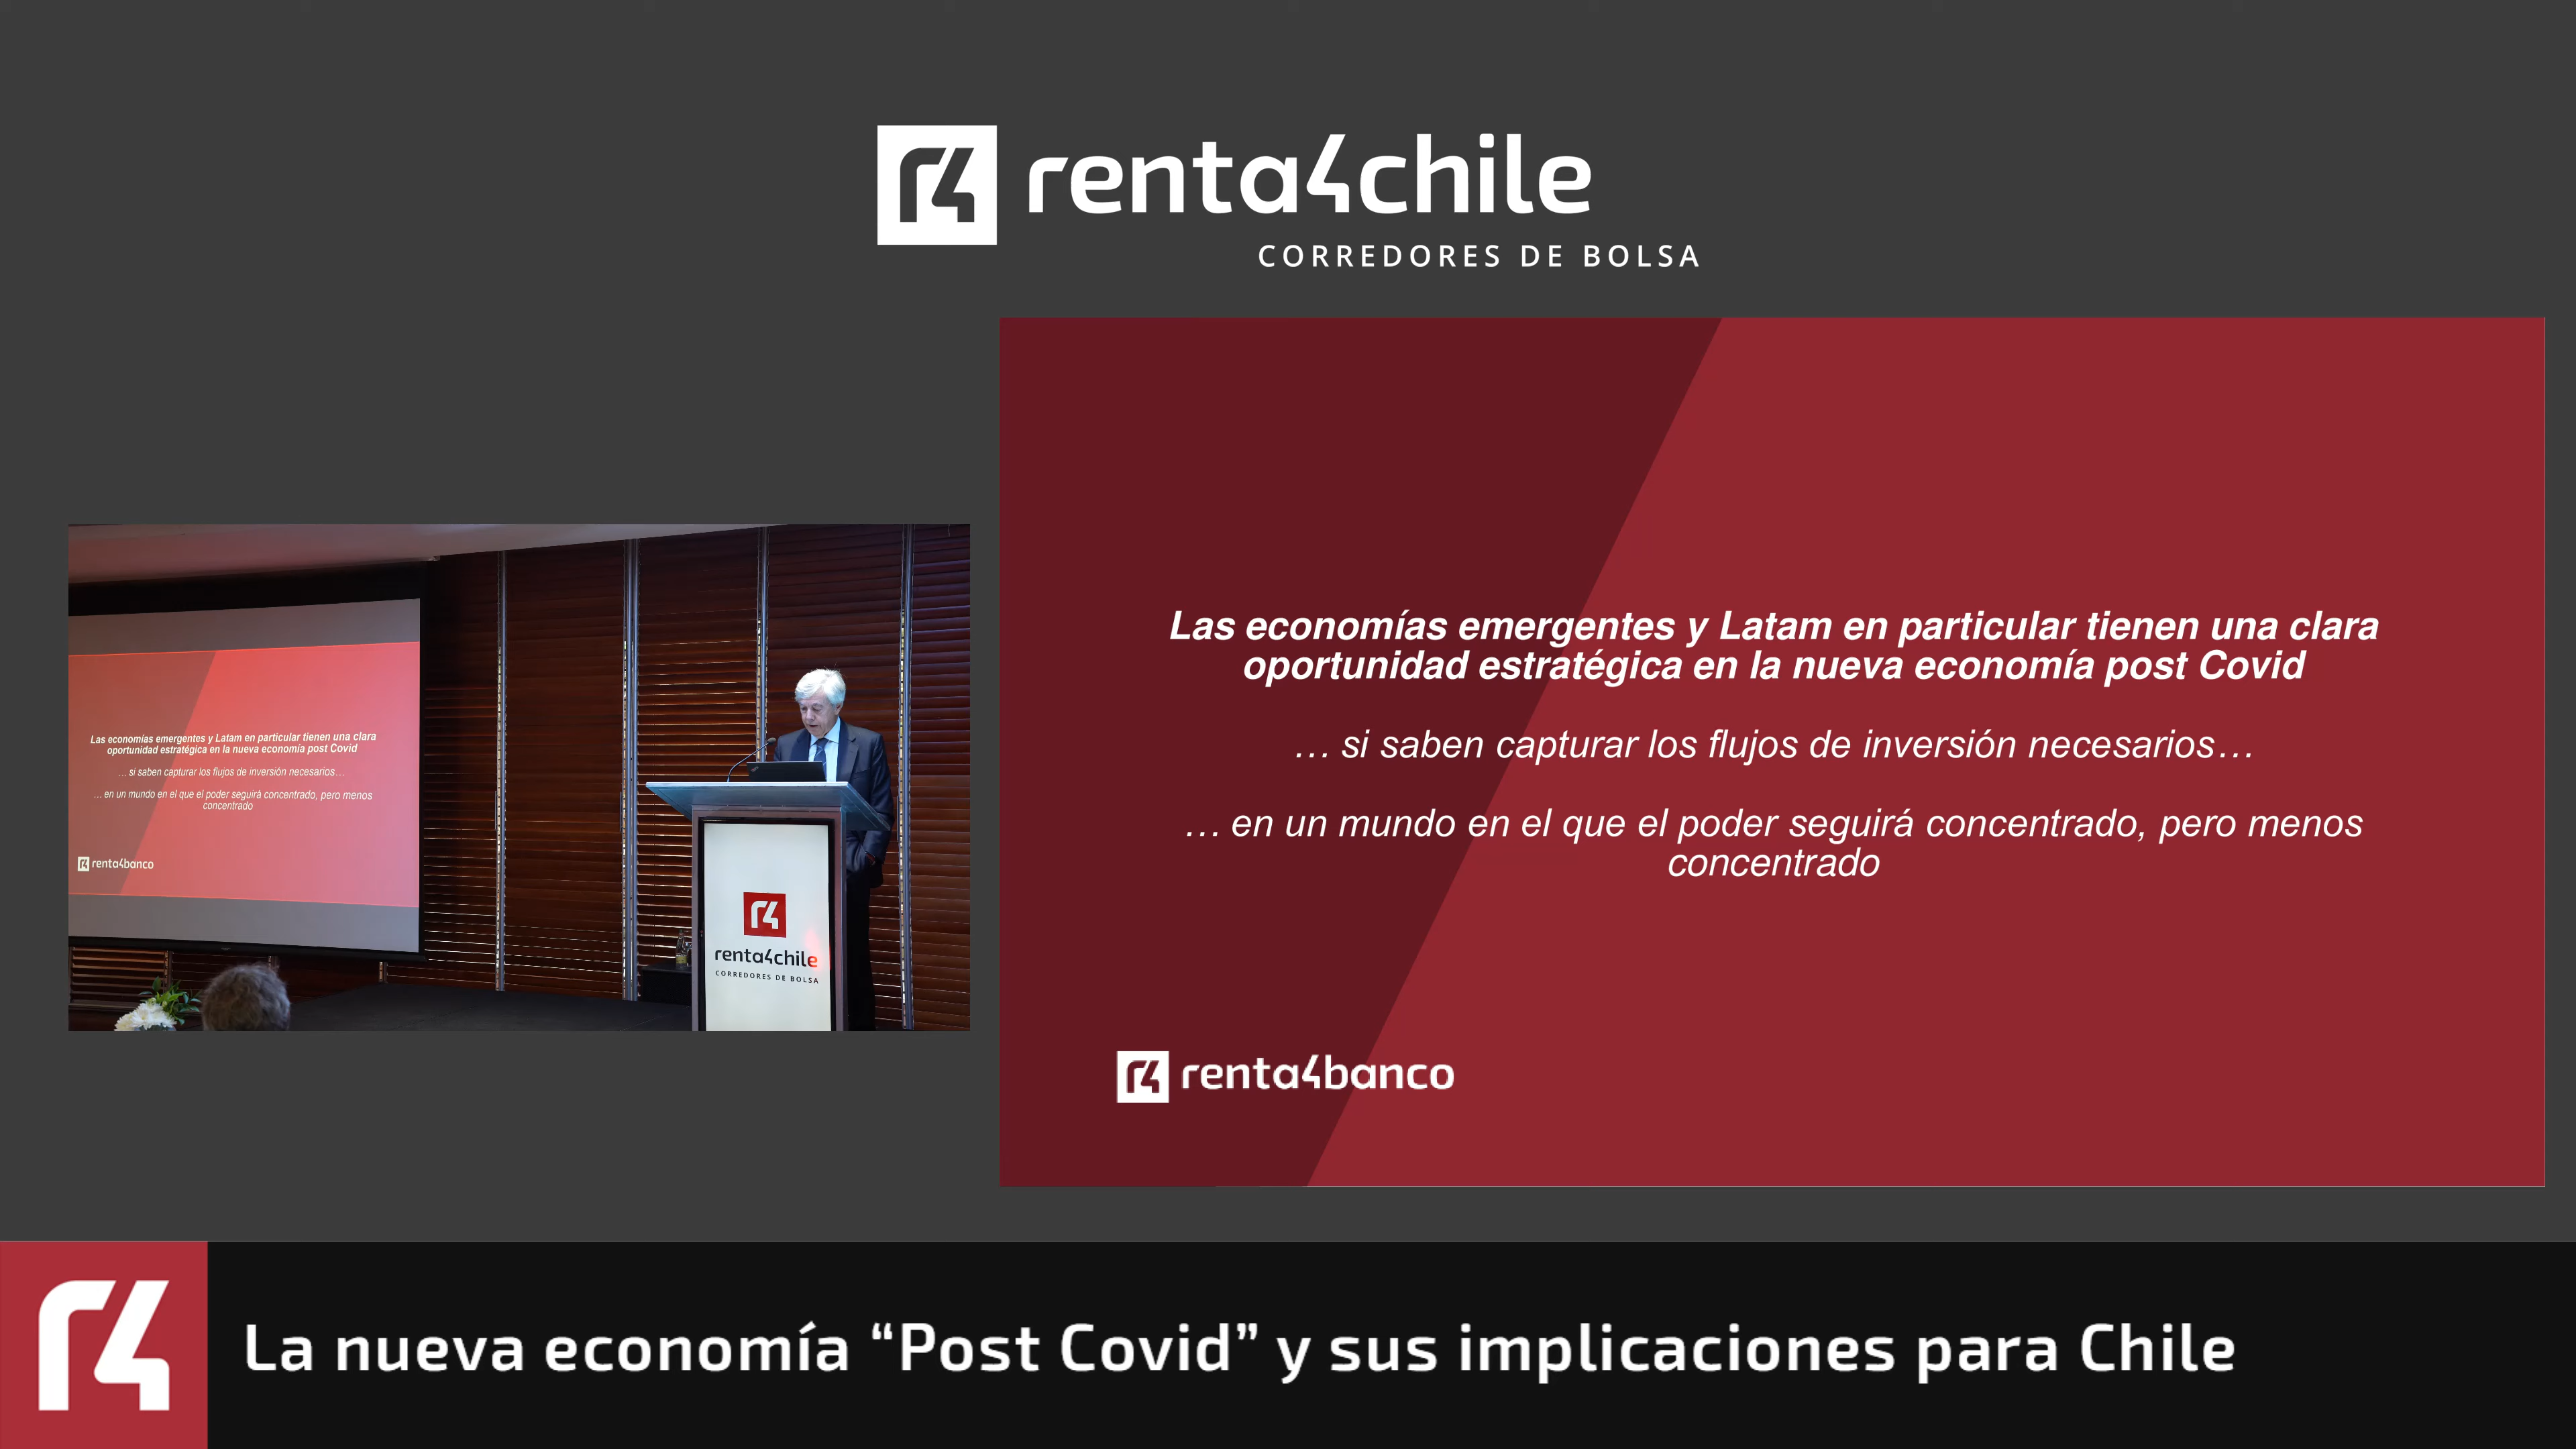 renta4chile
CORREDORES DE BOLSA
Las economías emergentes y Latam en particular tienen una clara
oportunidad estratégica en la nueva economía post Covid
… si saben capturar los flujos de inversión necesarios…
… en un mundo en el que el poder seguirá concentrado, pero menos
concentrado
renta4banco
Las economías emergentes y Latam en particular tienen una clara
oportunidad estratégica en la nueva economía post Covid
… si saben capturar los flujos de inversión necesarios…
… en un mundo en el que el poder seguirá concentrado, pero menos
concentrado
r4 renta4banco
r4
renta4chile
CORREDORES DE BOLSA
r4
La nueva economía “Post Covid” y sus implicaciones para Chile